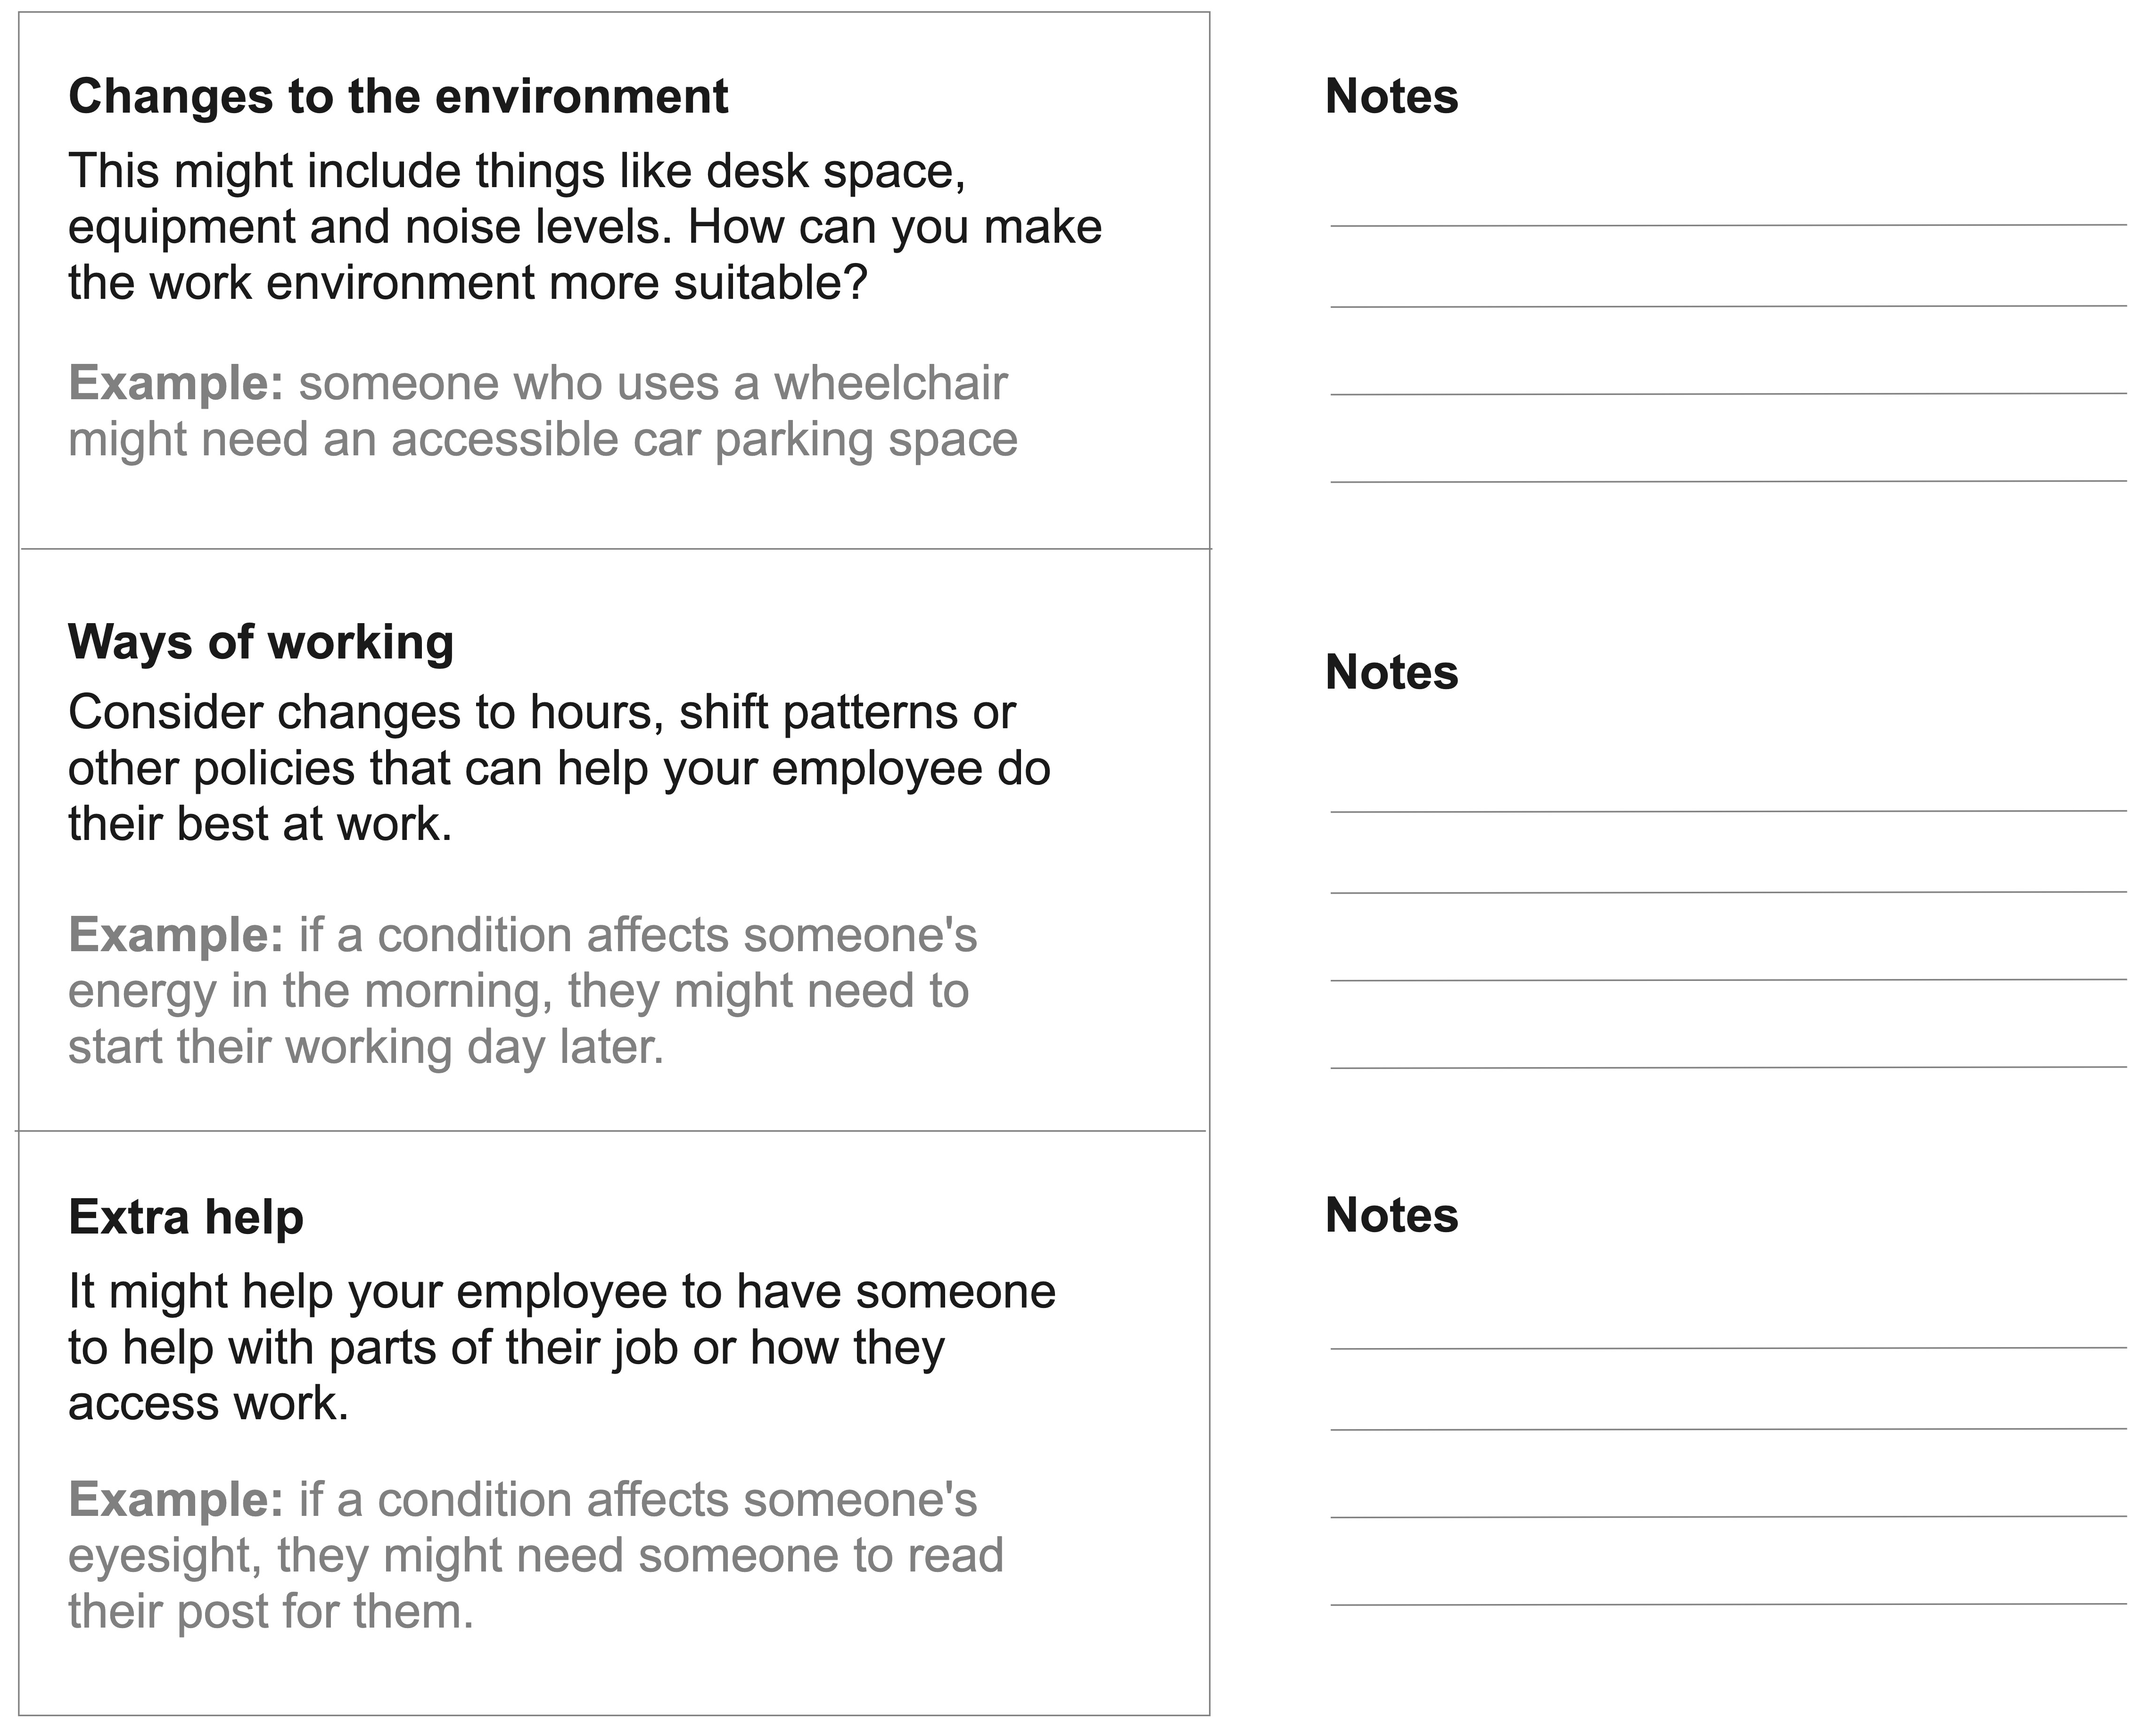 Changes to the environment
This might include things like desk space,
equipment and noise levels. How can you make
the work environment more suitable?
Example: someone who uses a wheelchair
might need an accessible car parking space
Notes
Ways of working
Consider changes to hours, shift patterns or
other policies that can help your employee do
their best at work.
Example: if a condition affects someone's
energy in the morning, they might need to
start their working day later.
Notes
Extra help
It might help your employee to have someone
to help with parts of their job or how they
access work.
Example: if a condition affects someone's
eyesight, they might need someone to read
their post for them.
Notes